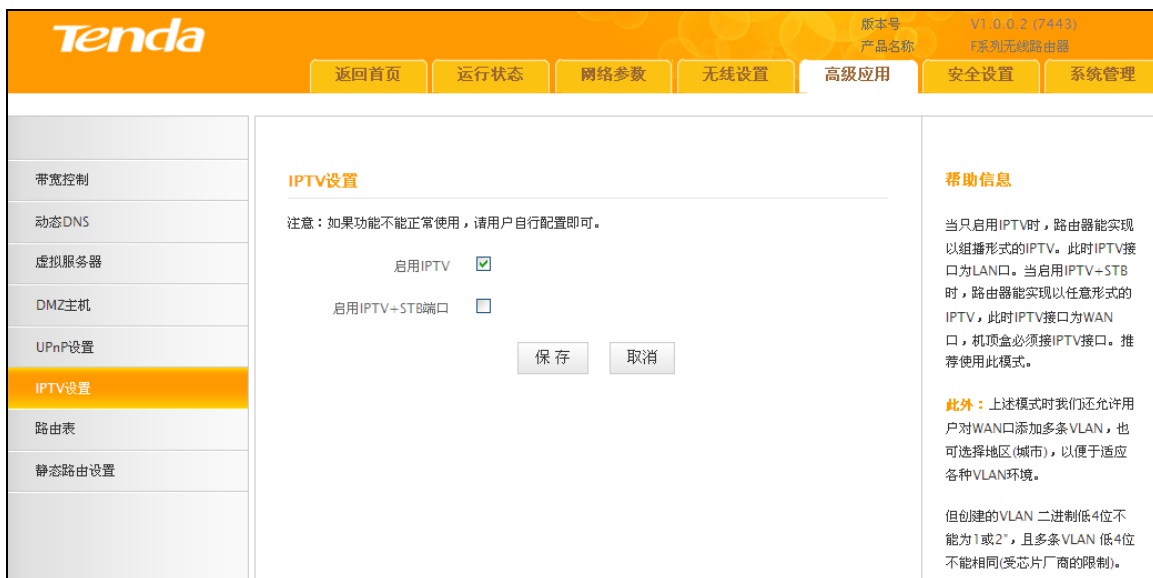 Tenda
版本号 V1.0.0.2 (7443)
产品名称 F系列无线路由器
返回首页 运行状态 网络参数 无线设置 高级应用 安全设置 系统管理
带宽控制
动态DNS
虚拟服务器
DMZ主机
UPnP设置
IPTV设置
路由表
静态路由设置
IPTV设置
注意：如果功能不能正常使用，请用户自行配置即可。
启用IPTV
启用IPTV+STB端口
保存 取消
帮助信息
当只启用IPTV时，路由器能实现
以组播形式的IPTV。此时IPTV接
口为LAN口。当启用IPTV+STB
时，路由器能实现以任意形式的
IPTV，此时IPTV接口为WAN
口，机顶盒必须接IPTV接口。推
荐使用此模式。
此外：上述模式时我们还允许用
户对WAN口添加多条VLAN，也
可选择地区(城市)，以便于适应
各种VLAN环境。
但创建的VLAN 二进制低4位不
能为1或2"，且多条VLAN 低4位
不能相同(受芯片厂商的限制)。